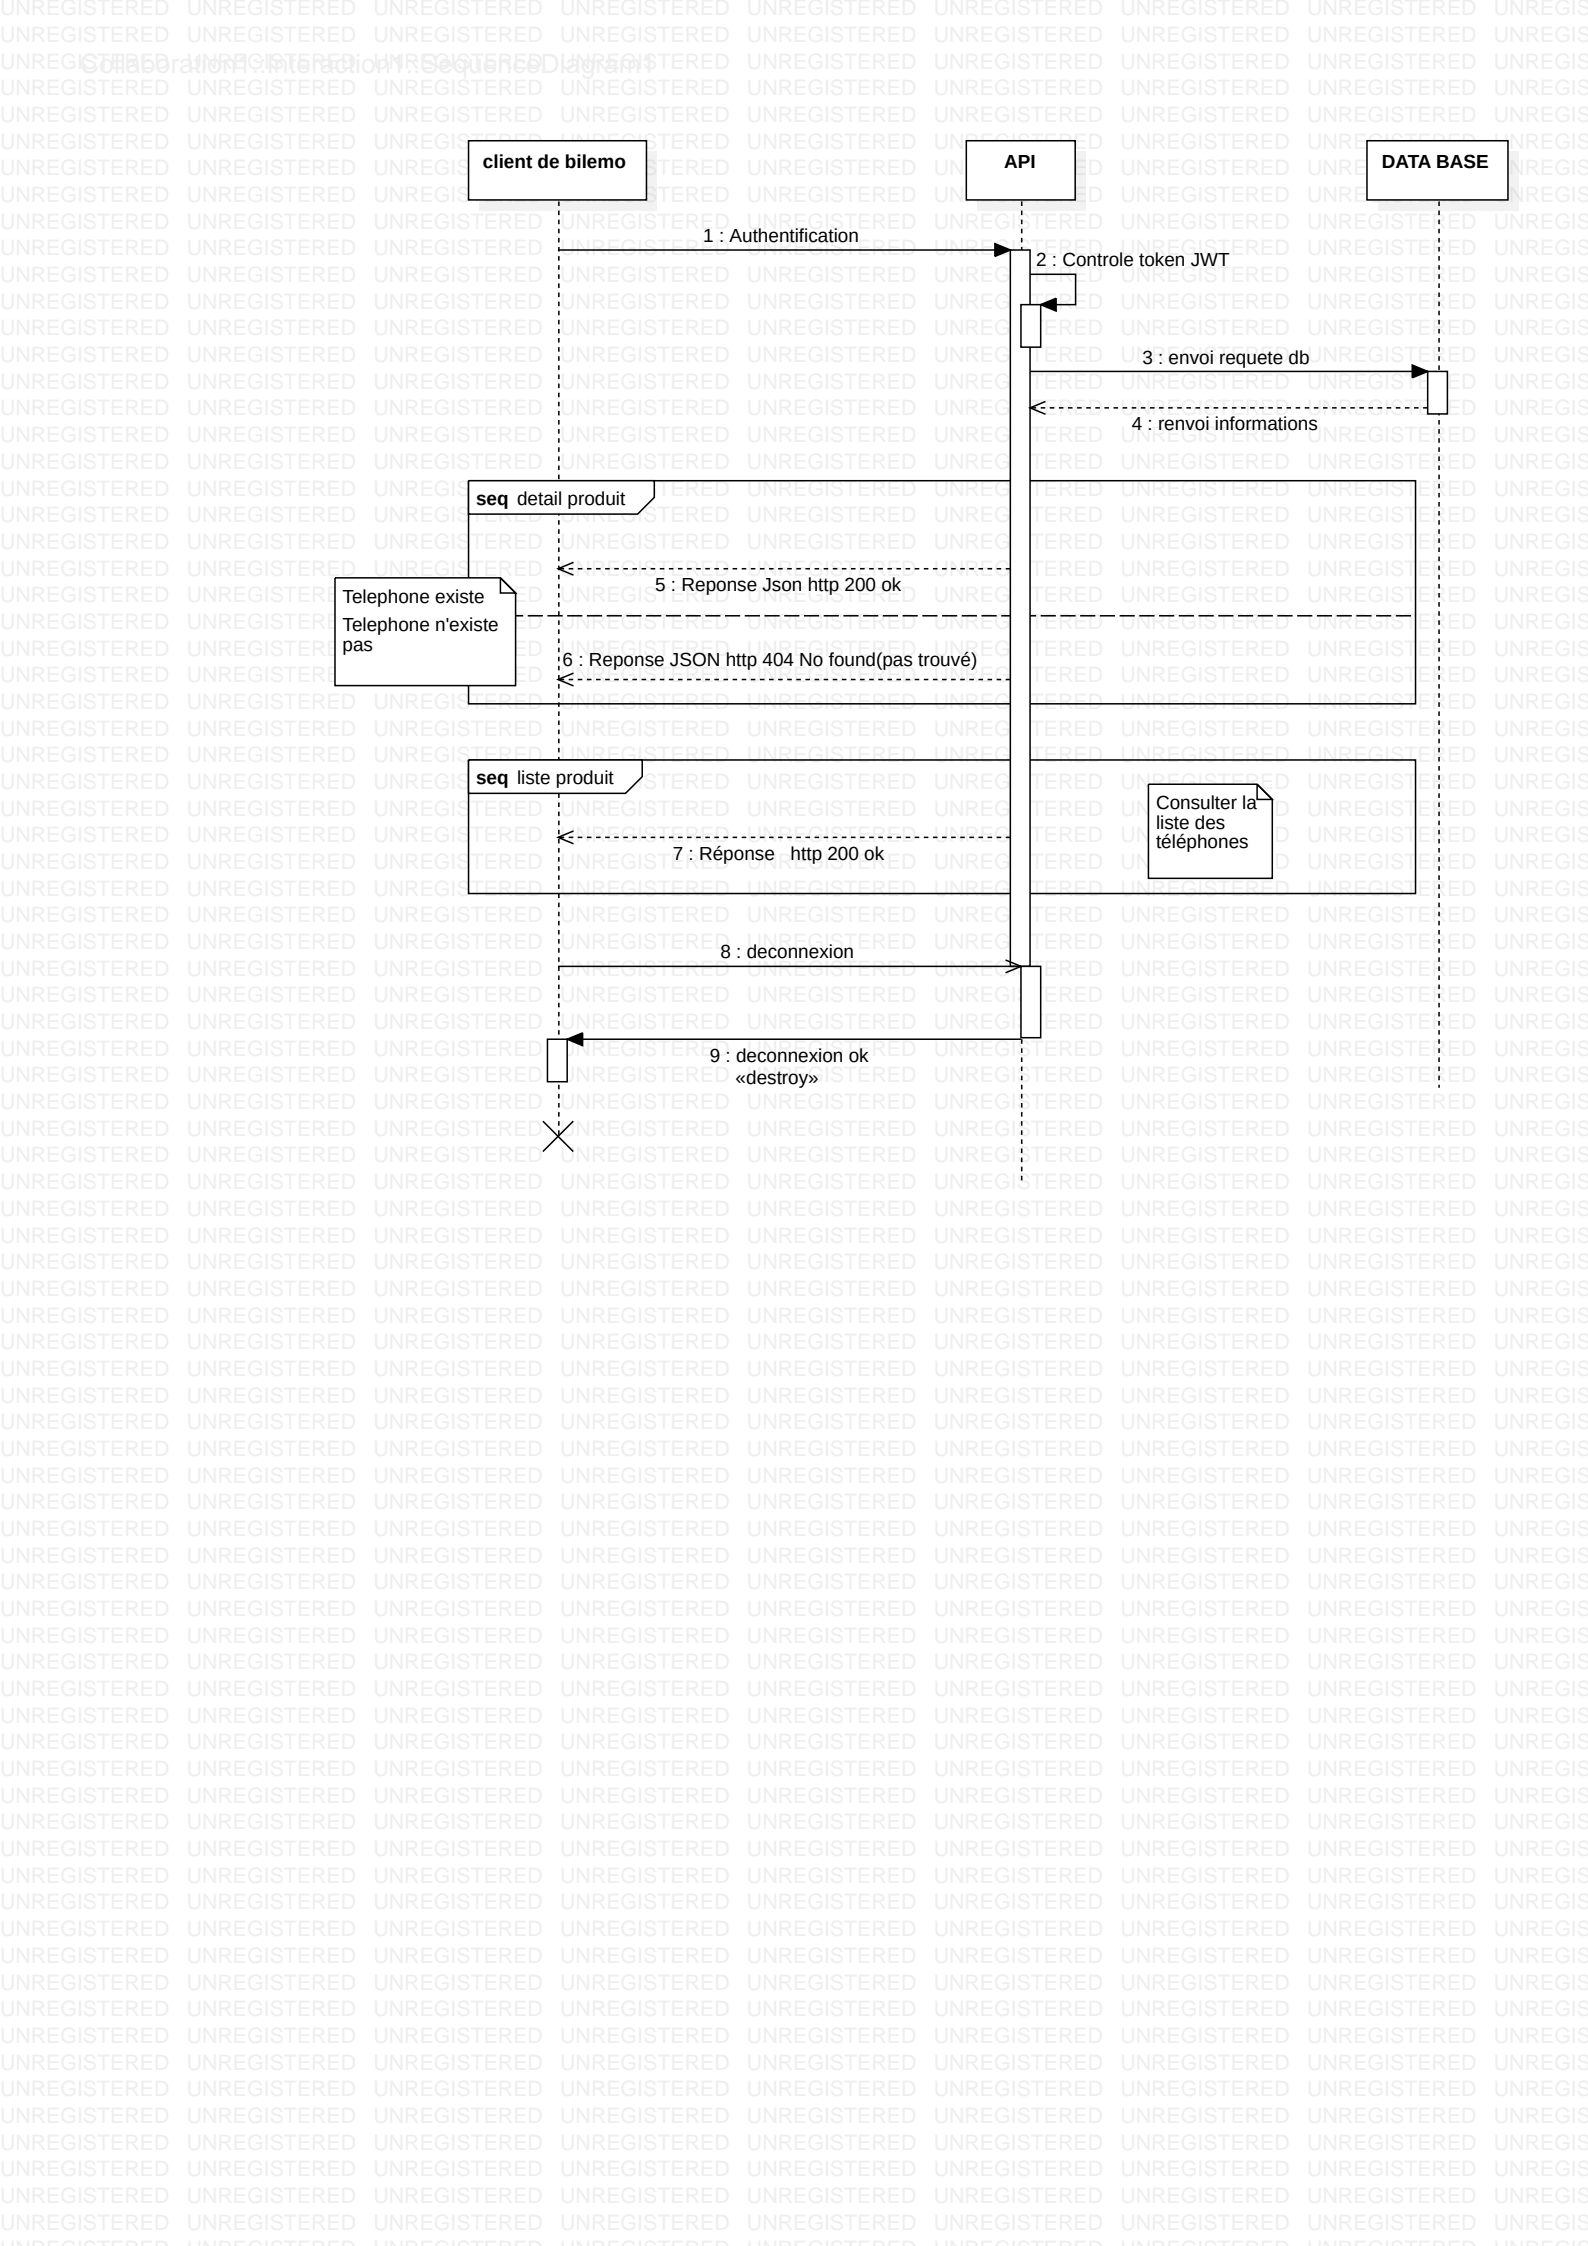 Collaboration1::Interaction1::SequenceDiagram1
client de bilemo
API
DATA BASE
1 : Authentification
2 : Controle token JWT
3 : envoi requete db
4 : renvoi informations
seq detail produit
5 : Reponse Json http 200 ok
Telephone existe
Telephone n'existe
pas
6 : Reponse JSON http 404 No found(pas trouvé)
seq liste produit
Consulter la
liste des
téléphones
7 : Réponse http 200 ok
8 : deconnexion
9 : deconnexion ok
«destroy»
UNREGISTERED